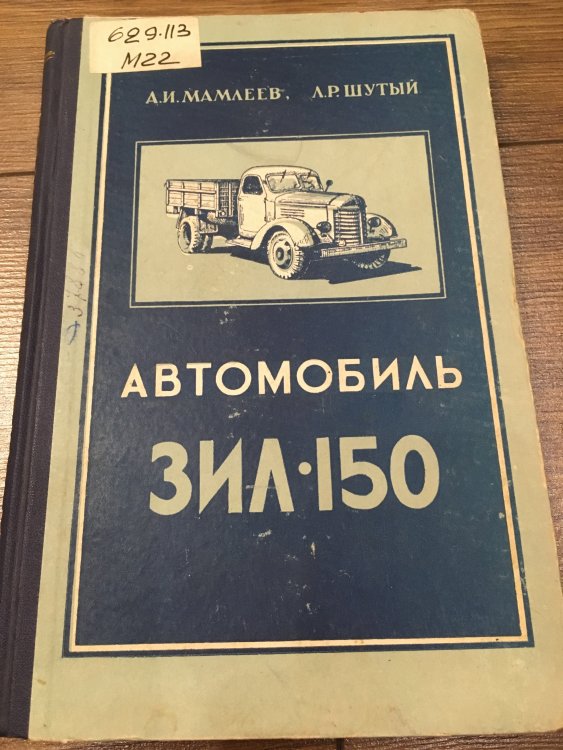 629.113
М22
А.И.МАМЛЕЕВ, Л.Р.ШУТЫЙ
АВТОМОБИЛЬ
ЗИЛ·150